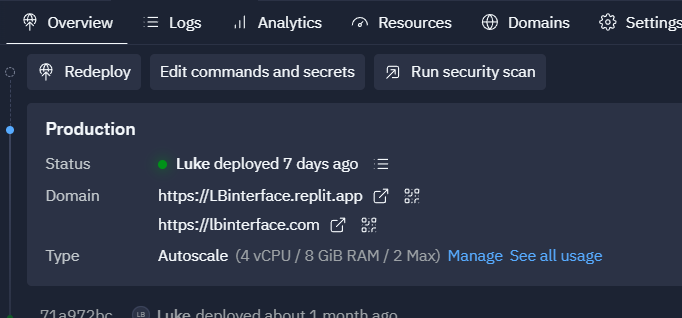 Overview Logs Analytics Resources Domains Settings
Redeploy Edit commands and secrets Run security scan
Production
Status Luke deployed 7 days ago
Domain https://LBinterface.replit.app
https://lbinterface.com
Type Autoscale (4 vCPU / 8 GiB RAM / 2 Max) Manage See all usage
71a972bc LB Luke deployed about 1 month ago